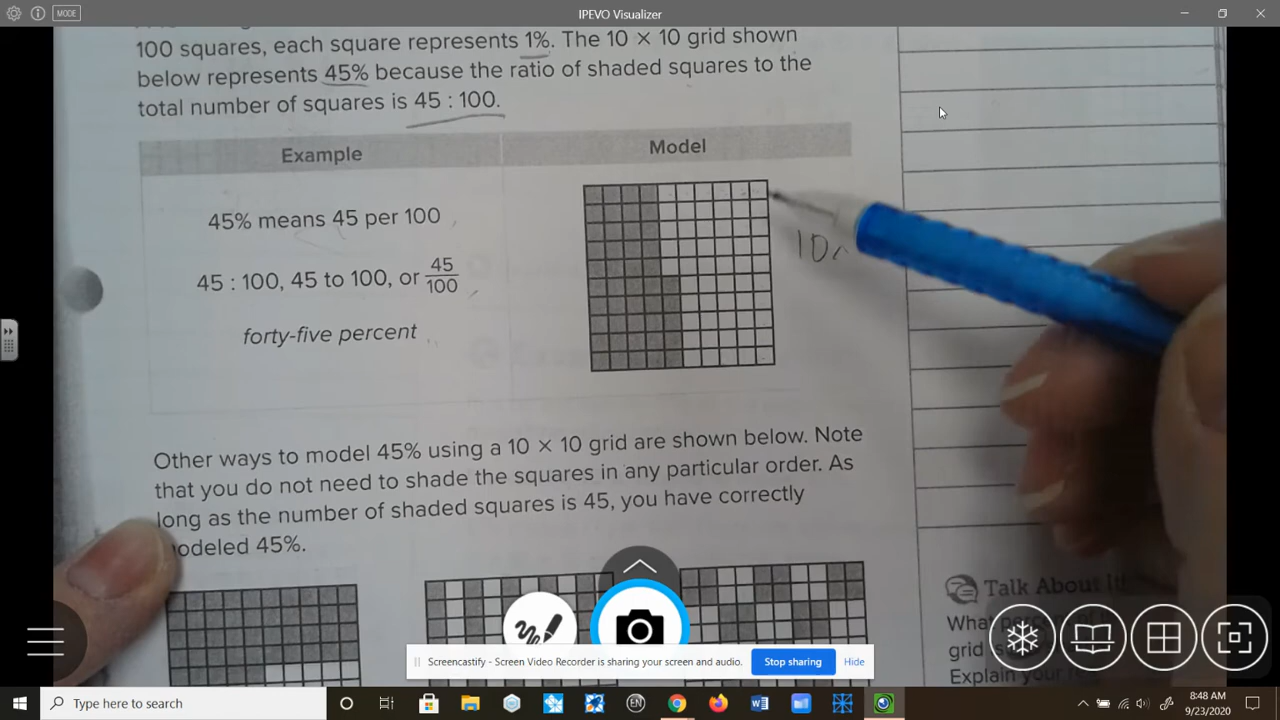 MODE
IPEVO Visualizer
100 squares, each square represents 1%. The 10 × 10 grid shown
below represents 45% because the ratio of shaded squares to the
total number of squares is 45 : 100.
Example
Model
45% means 45 per 100
45 : 100, 45 to 100, or 45/100
forty-five percent
10
Other ways to model 45% using a 10 × 10 grid are shown below. Note
that you do not need to shade the squares in any particular order. As
long as the number of shaded squares is 45, you have correctly
modeled 45%.
Talk About It!
grid
Explain your
Screencastify - Screen Video Recorder is sharing your screen and audio.
Stop sharing
Hide
Type here to search
EN
8:48 AM
9/23/2020